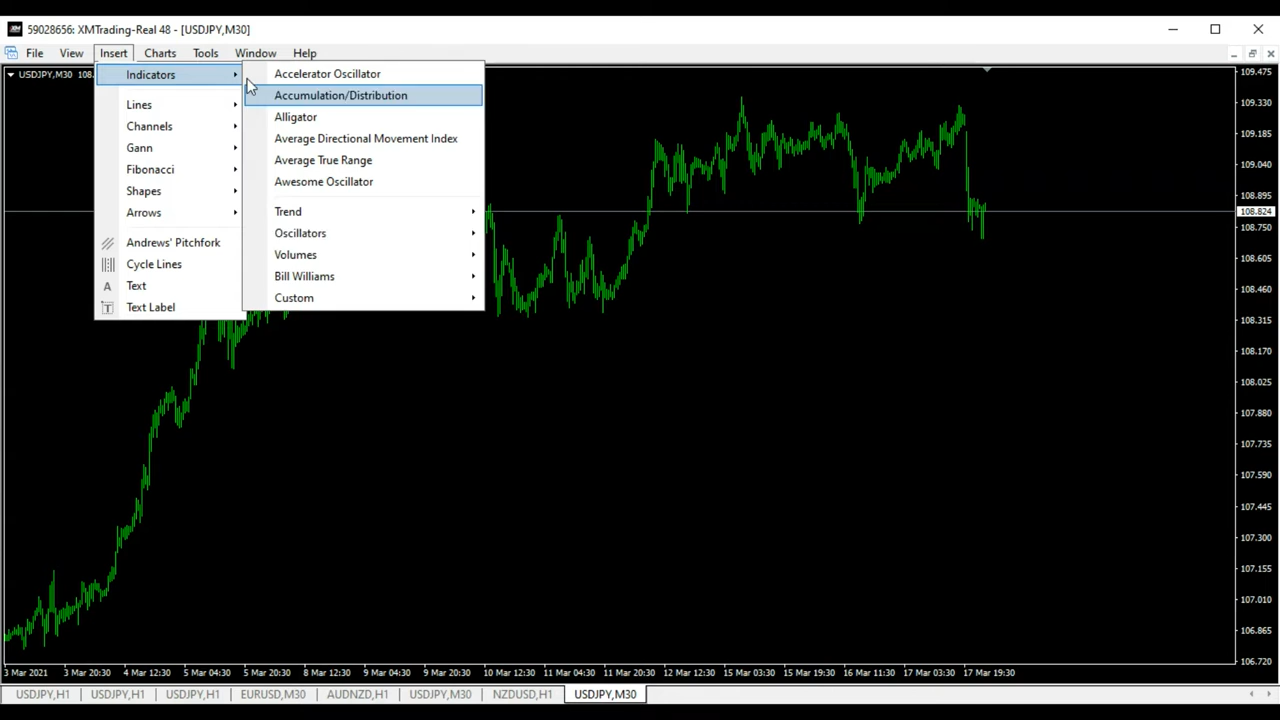 59028656: XMTrading-Real 48 - [USDJPY,M30]
File View Insert Charts Tools Window Help
USDJPY,M30 108.
Indicators
Lines
Channels
Gann
Fibonacci
Shapes
Arrows
Andrews' Pitchfork
Cycle Lines
Text
Text Label
Accelerator Oscillator
Accumulation/Distribution
Alligator
Average Directional Movement Index
Average True Range
Awesome Oscillator
Trend
Oscillators
Volumes
Bill Williams
Custom
109.475
109.330
109.185
109.040
108.895
108.824
108.750
108.605
108.460
108.315
108.170
108.025
107.880
107.735
107.590
107.445
107.300
107.155
107.010
106.865
106.720
3 Mar 2021 3 Mar 20:30 4 Mar 12:30 5 Mar 04:30 5 Mar 20:30 8 Mar 12:30 9 Mar 04:30 9 Mar 20:30 10 Mar 12:30 11 Mar 04:30 11 Mar 20:30 12 Mar 12:30 15 Mar 03:30 15 Mar 19:30 16 Mar 11:30 17 Mar 03:30 17 Mar 19:30
USDJPY,H1 USDJPY,H1 USDJPY,H1 EURUSD,M30 AUDNZD,H1 USDJPY,M30 NZDUSD,H1 USDJPY,M30